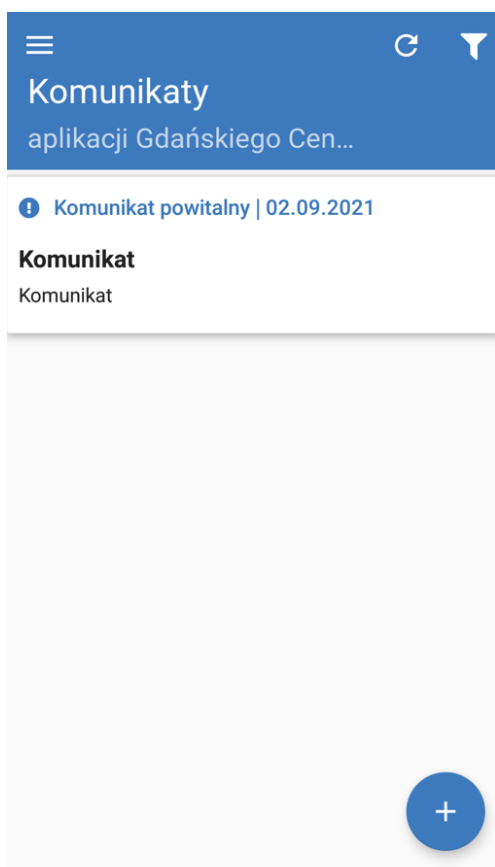 Komunikaty
aplikacji Gdańskiego Cen...
Komunikat powitalny | 02.09.2021
Komunikat
Komunikat